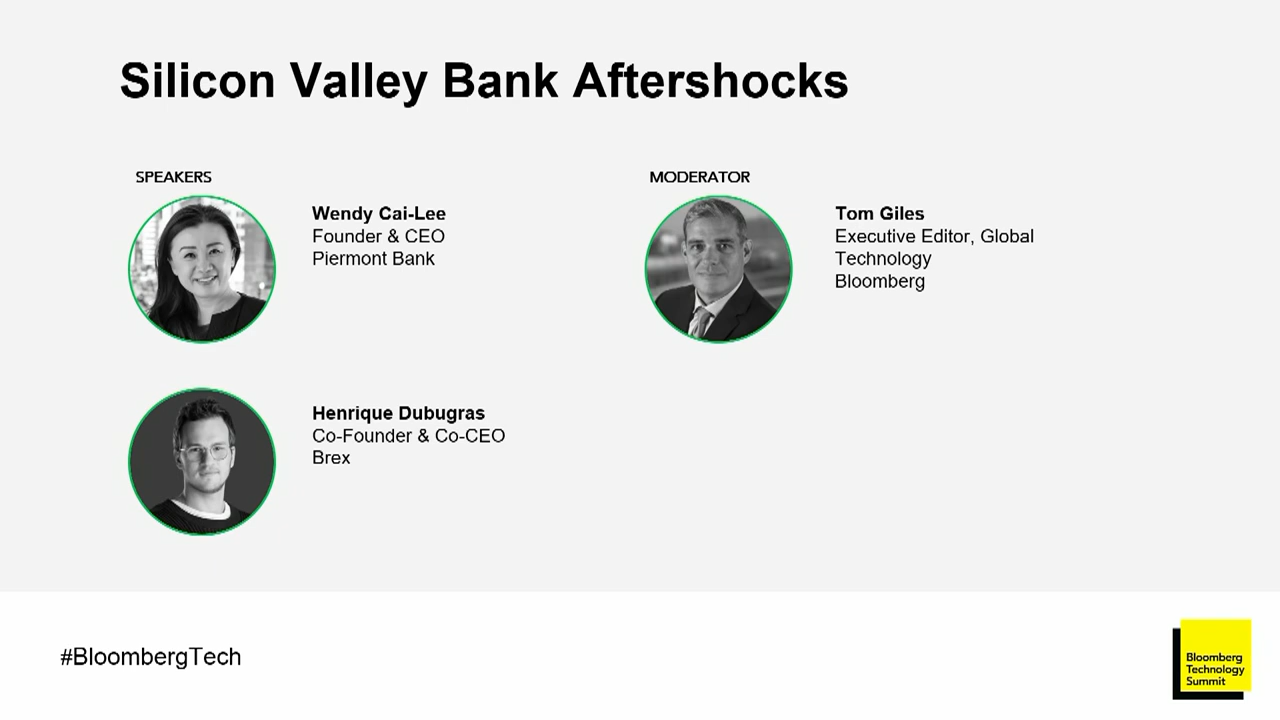 Silicon Valley Bank Aftershocks
SPEAKERS
Wendy Cai-Lee
Founder & CEO
Piermont Bank
Henrique Dubugras
Co-Founder & Co-CEO
Brex
MODERATOR
Tom Giles
Executive Editor, Global
Technology
Bloomberg
#BloombergTech
Bloomberg
Technology
Summit